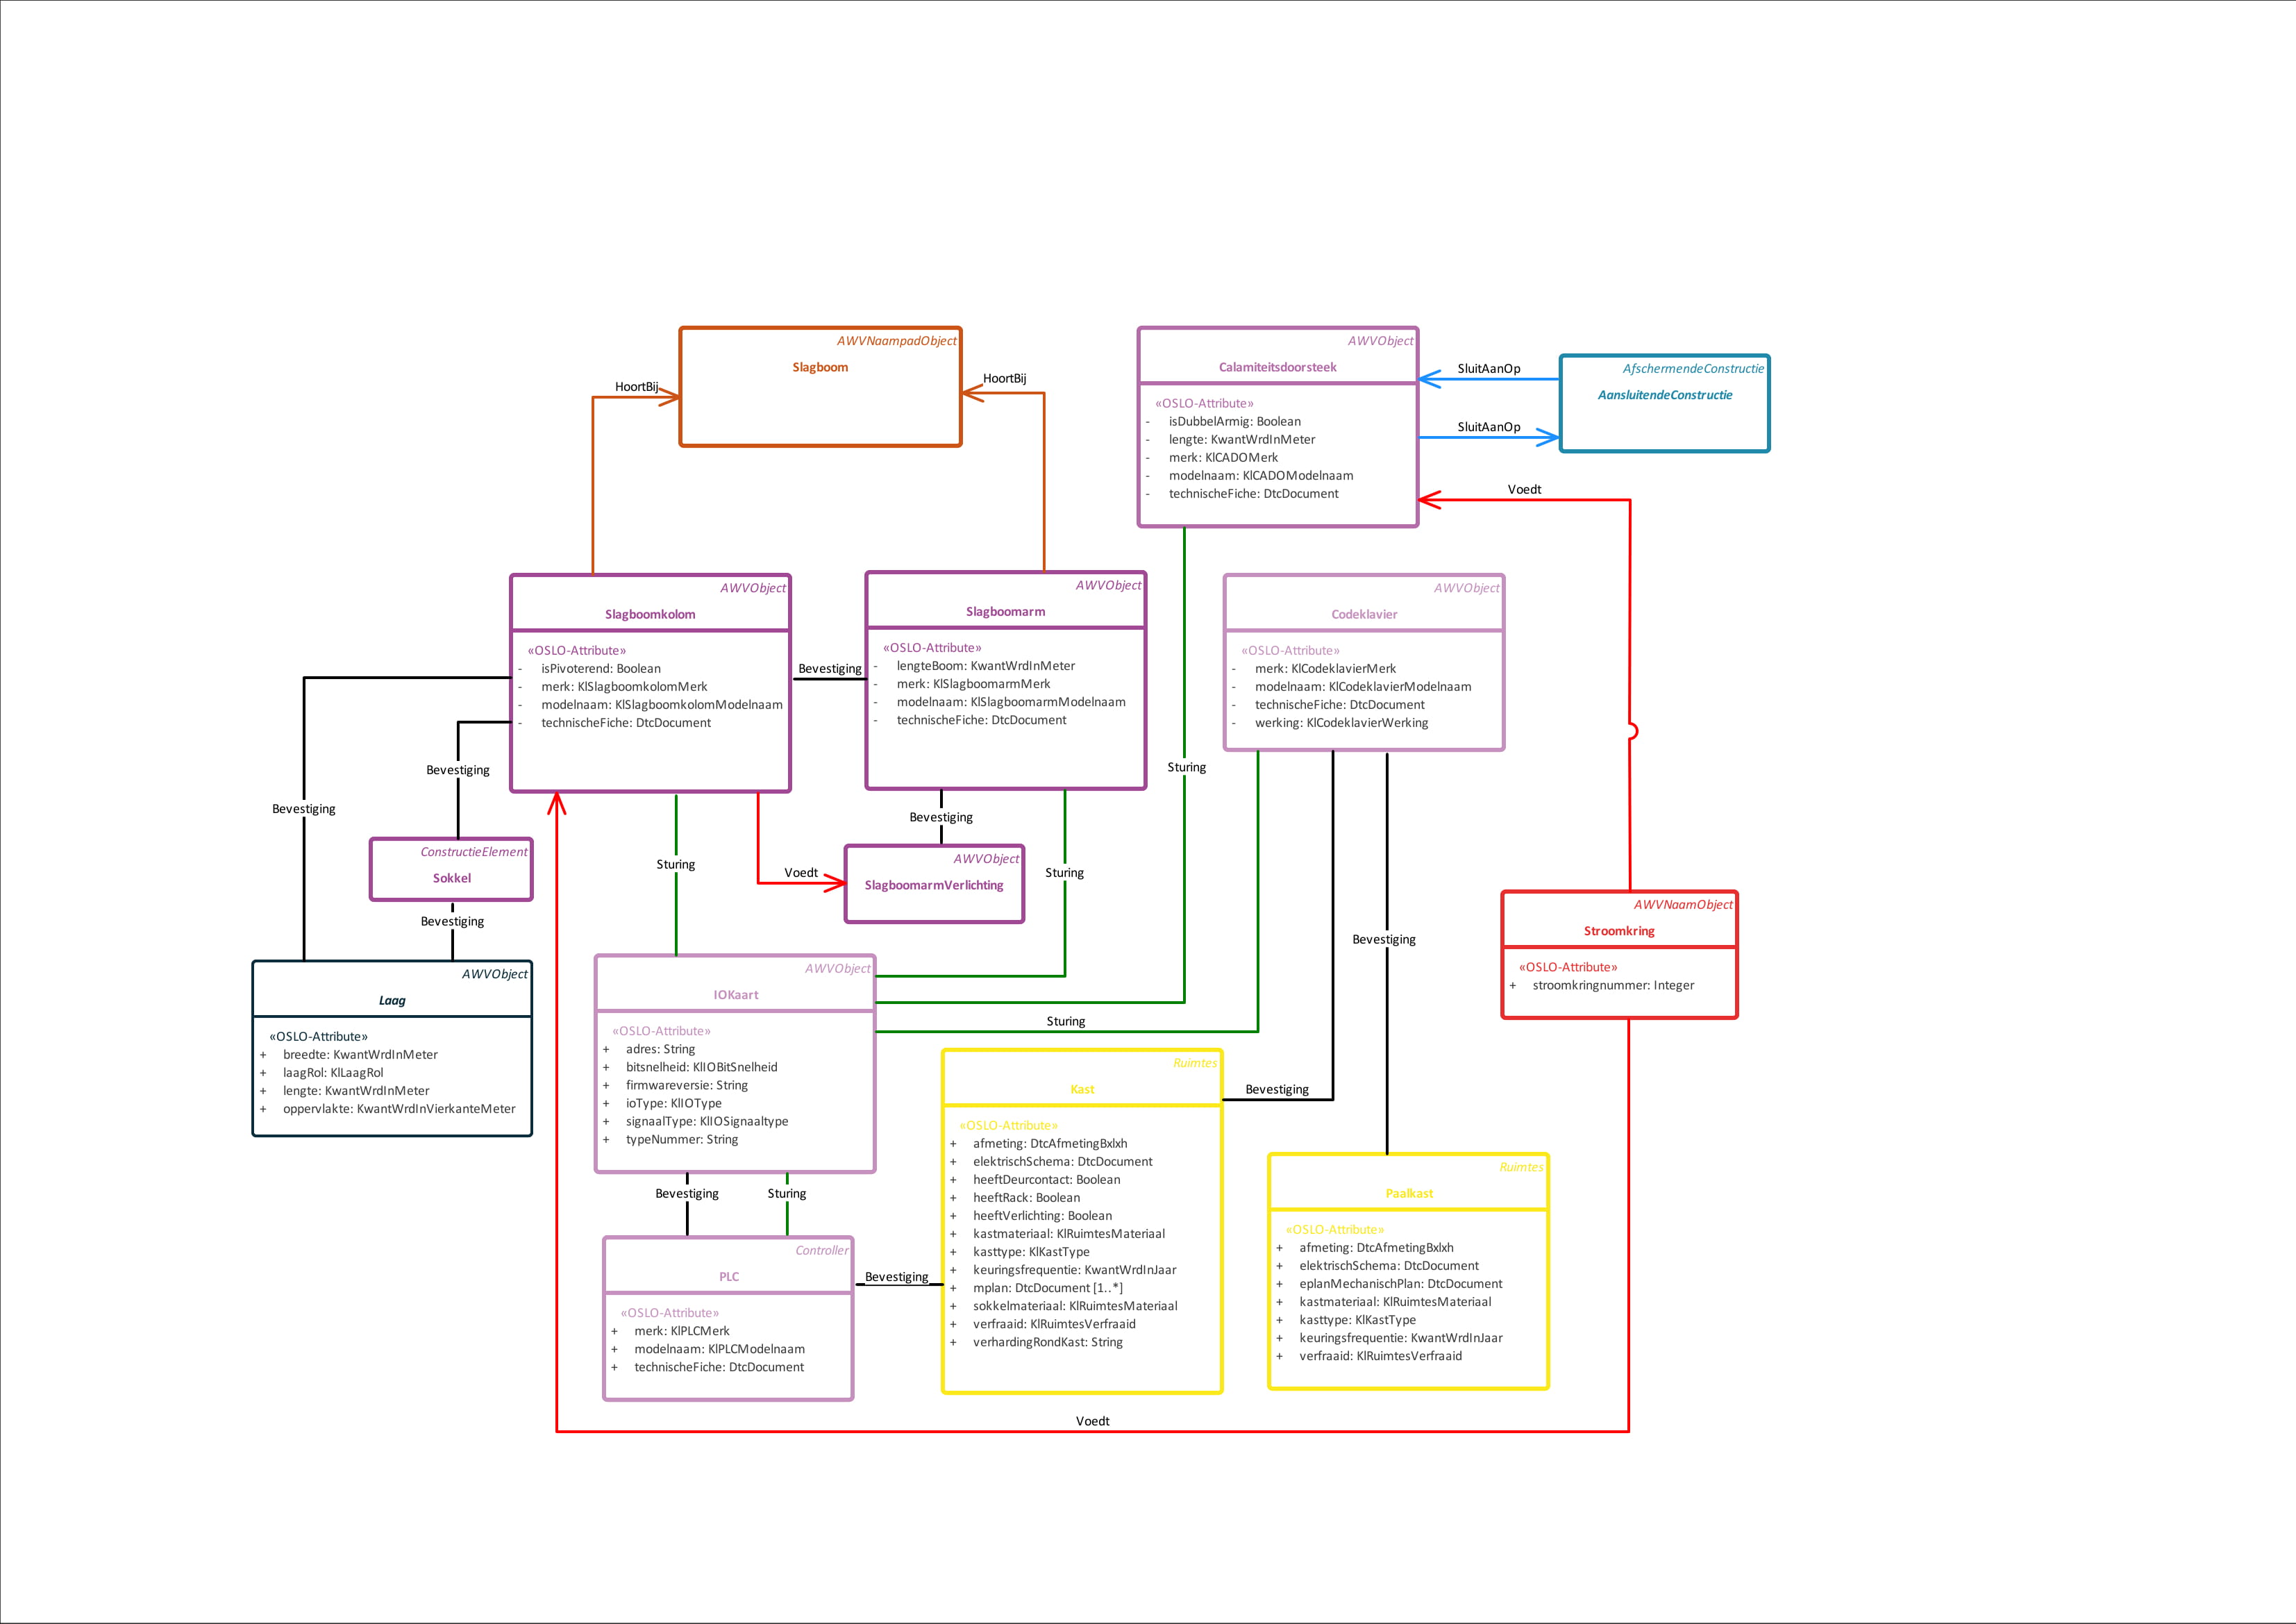 AWVNaampadObject
Slagboom
HoortBij
HoortBij
AWVObject
Calamiteitsdoorsteek
«OSLO-Attribute»
- isDubbelArmig: Boolean
- lengte: KwantWrdInMeter
- merk: KlCADOMerk
- modelnaam: KlCADOModelnaam
- technischeFiche: DtcDocument
SluitAanOp
SluitAanOp
AfschermendeConstructie
AansluitendeConstructie
Voedt
AWVObject
Slagboomkolom
«OSLO-Attribute»
- isPivoterend: Boolean
- merk: KlSlagboomkolomMerk
- modelnaam: KlSlagboomkolomModelnaam
- technischeFiche: DtcDocument
Bevestiging
AWVObject
Slagboomarm
«OSLO-Attribute»
- lengteBoom: KwantWrdInMeter
- merk: KlSlagboomarmMerk
- modelnaam: KlSlagboomarmModelnaam
- technischeFiche: DtcDocument
AWVObject
Codeklavier
«OSLO-Attribute»
- merk: KlCodeklavierMerk
- modelnaam: KlCodeklavierModelnaam
- technischeFiche: DtcDocument
- werking: KlCodeklavierWerking
Bevestiging
Bevestiging
Sturing
Bevestiging
Sturing
Voedt
Sturing
ConstructieElement
Sokkel
Bevestiging
AWVObject
SlagboomarmVerlichting
Bevestiging
AWVNaamObject
Stroomkring
«OSLO-Attribute»
+ stroomkringnummer: Integer
AWVObject
Laag
«OSLO-Attribute»
+ breedte: KwantWrdInMeter
+ laagRol: KlLaagRol
+ lengte: KwantWrdInMeter
+ oppervlakte: KwantWrdInVierkanteMeter
AWVObject
IOKaart
«OSLO-Attribute»
+ adres: String
+ bitsnelheid: KlIOBitSnelheid
+ firmwareversie: String
+ ioType: KlIOType
+ signaalType: KlIOSignaaltype
+ typeNummer: String
Sturing
Bevestiging
Sturing
Bevestiging
Ruimtes
Kast
«OSLO-Attribute»
+ afmeting: DtcAfmetingBxlxh
+ elektrischSchema: DtcDocument
+ heeftDeurcontact: Boolean
+ heeftRack: Boolean
+ heeftVerlichting: Boolean
+ kastmateriaal: KlRuimtesMateriaal
+ kasttype: KlKastType
+ keuringsfrequentie: KwantWrdInJaar
+ mplan: DtcDocument [1..*]
+ sokkelmateriaal: KlRuimtesMateriaal
+ verfraaid: KlRuimtesVerfraaid
+ verhardingRondKast: String
Ruimtes
Paalkast
«OSLO-Attribute»
+ afmeting: DtcAfmetingBxlxh
+ elektrischSchema: DtcDocument
+ eplanMechanischPlan: DtcDocument
+ kastmateriaal: KlRuimtesMateriaal
+ kasttype: KlKastType
+ keuringsfrequentie: KwantWrdInJaar
+ verfraaid: KlRuimtesVerfraaid
Controller
PLC
«OSLO-Attribute»
+ merk: KlPLCMerk
+ modelnaam: KlPLCModelnaam
+ technischeFiche: DtcDocument
Bevestiging
Voedt